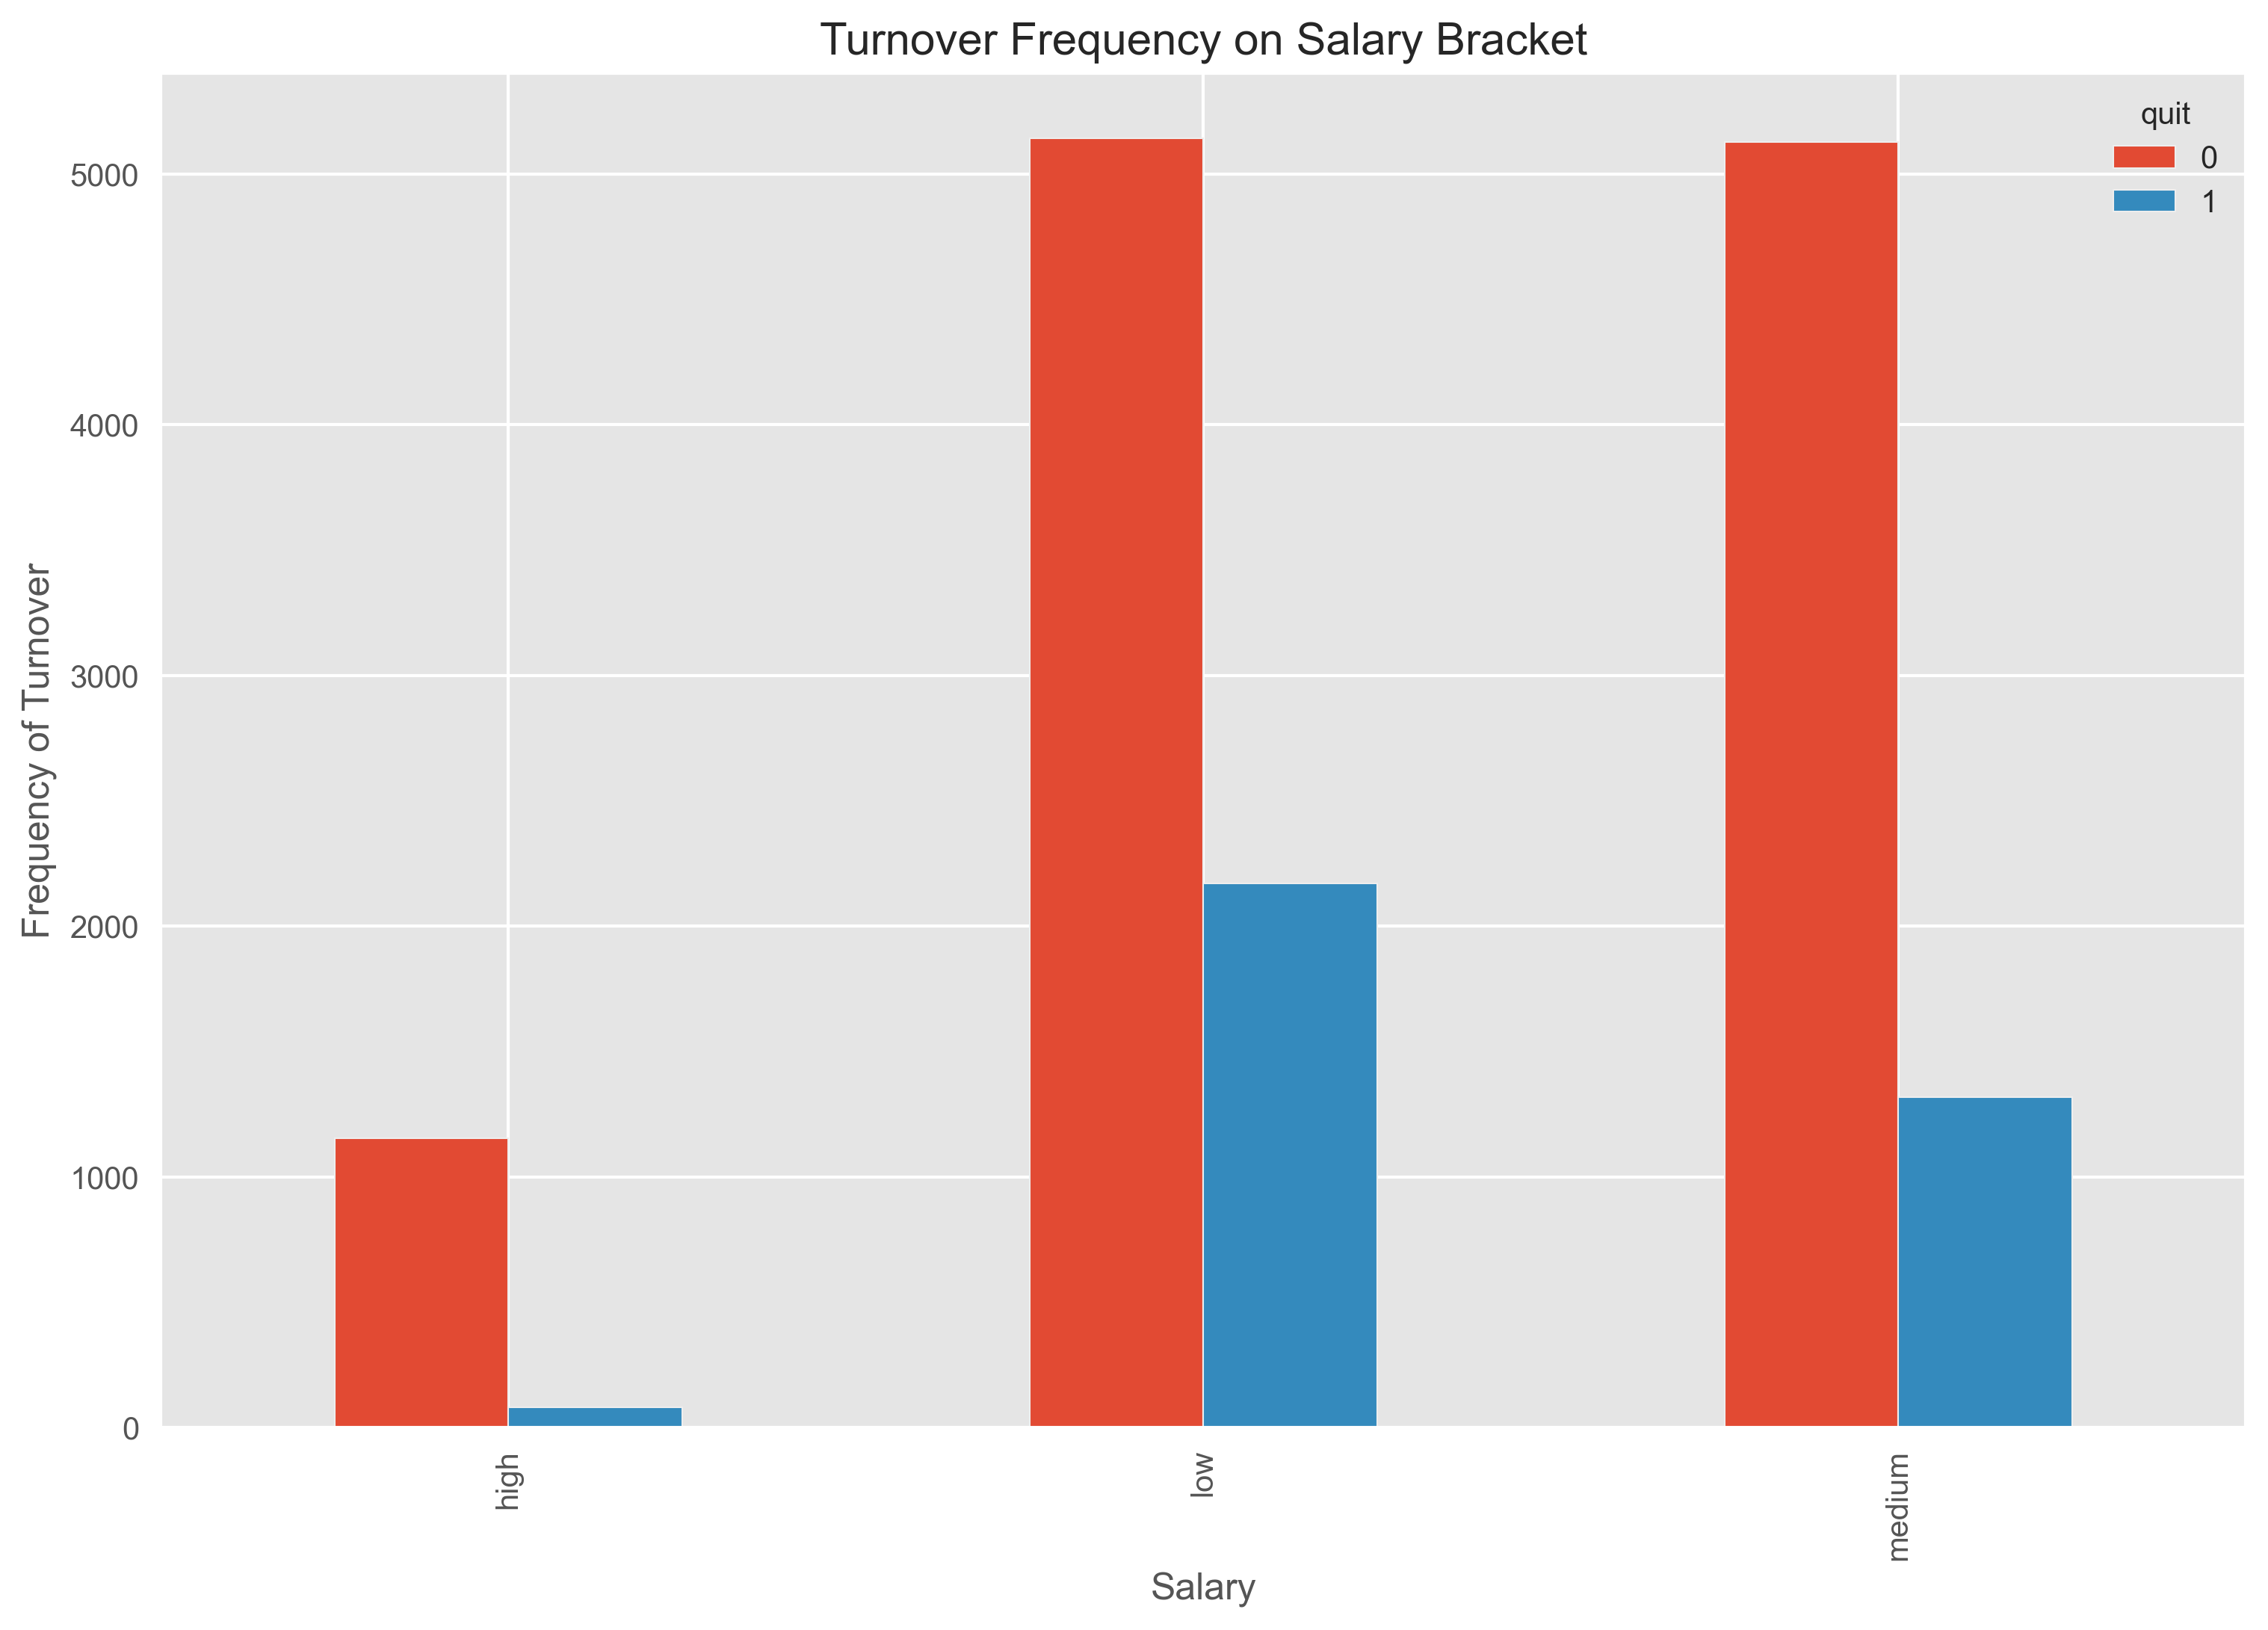 Turnover Frequency on Salary Bracket
quit
0
1
5000
4000
3000
2000
1000
0
Frequency of Turnover
high
low
medium
Salary